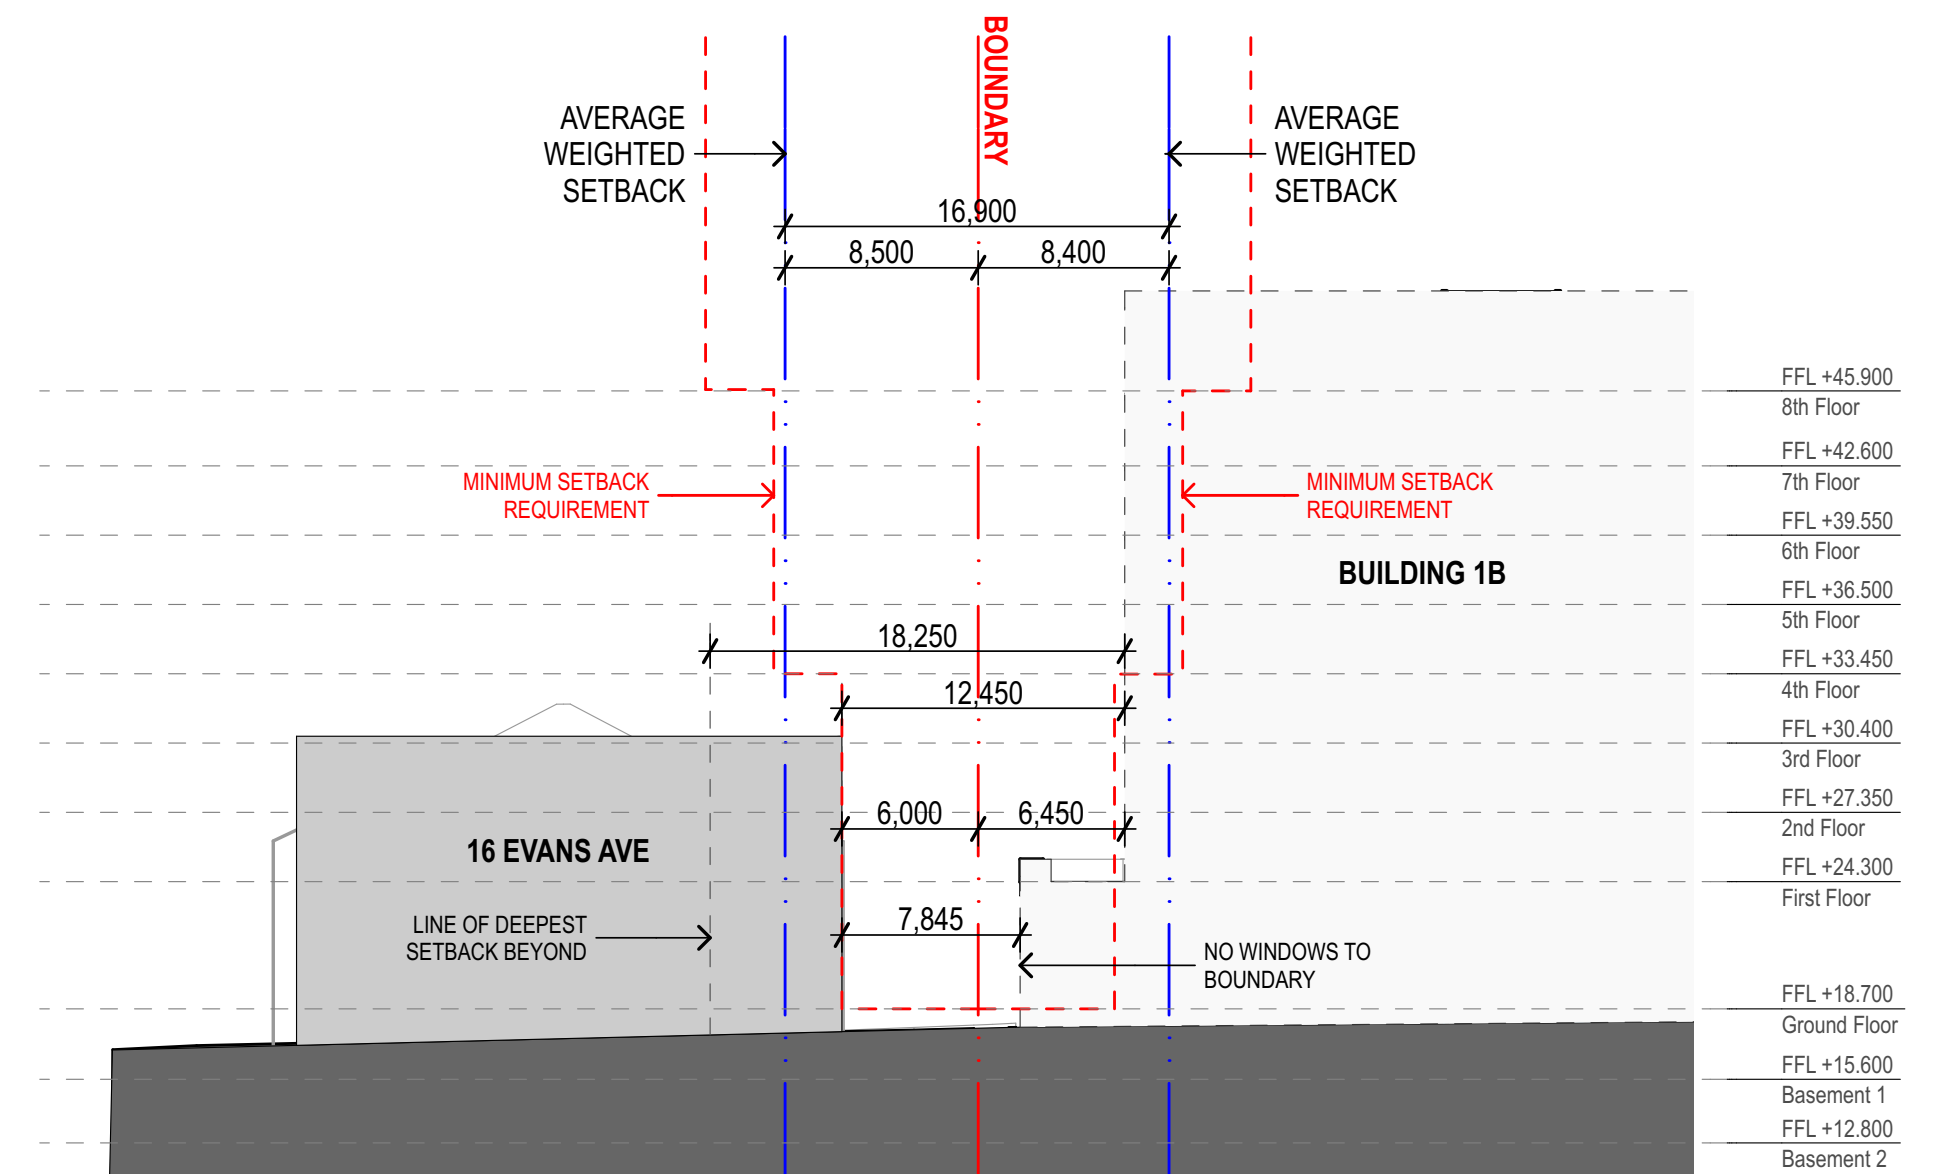 BOUNDARY
AVERAGE
WEIGHTED
SETBACK
AVERAGE
WEIGHTED
SETBACK
16,900
8,500
8,400
FFL +45.900
8th Floor
FFL +42.600
7th Floor
MINIMUM SETBACK
REQUIREMENT
MINIMUM SETBACK
REQUIREMENT
FFL +39.550
6th Floor
BUILDING 1B
FFL +36.500
5th Floor
18,250
FFL +33.450
4th Floor
12,450
FFL +30.400
3rd Floor
6,000
6,450
FFL +27.350
2nd Floor
16 EVANS AVE
FFL +24.300
First Floor
7,845
LINE OF DEEPEST
SETBACK BEYOND
NO WINDOWS TO
BOUNDARY
FFL +18.700
Ground Floor
FFL +15.600
Basement 1
FFL +12.800
Basement 2